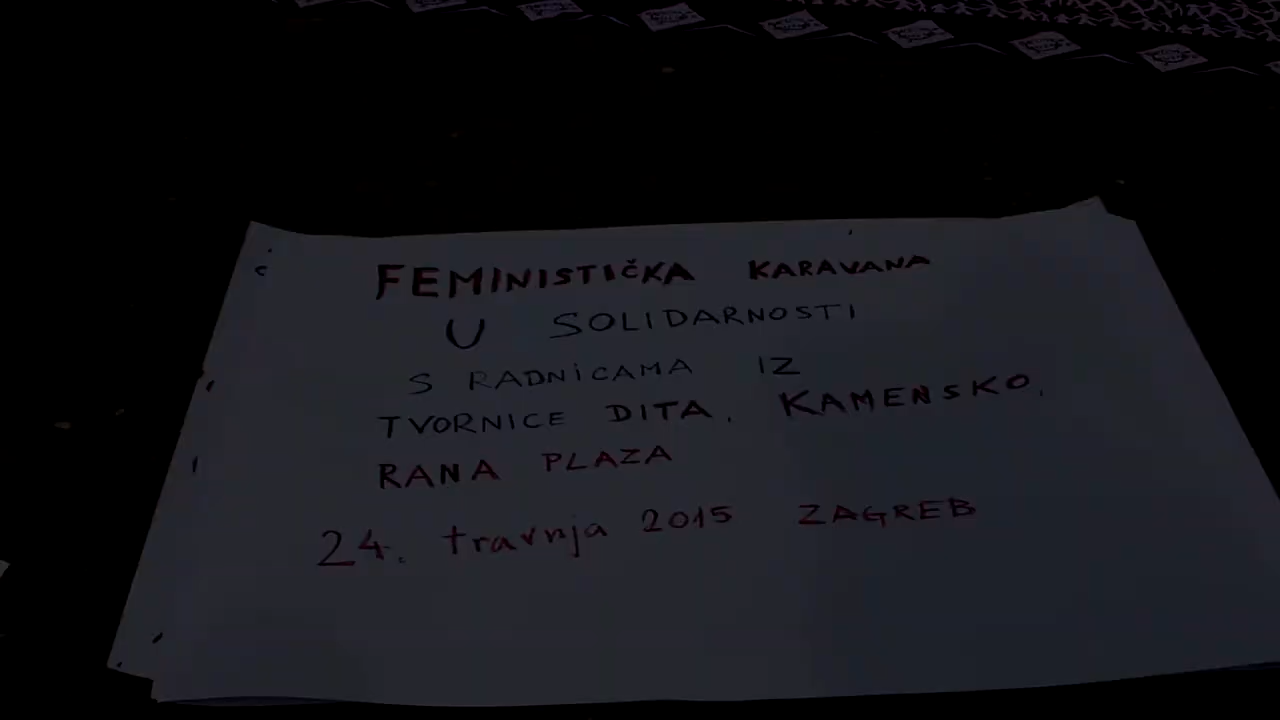 FEMINISTIČKA KARAVANA
U SOLIDARNOSTI
S RADNICAMA IZ
TVORNICE DITA, KAMENSKO,
RANA PLAZA
24. travnja 2015 ZAGREB